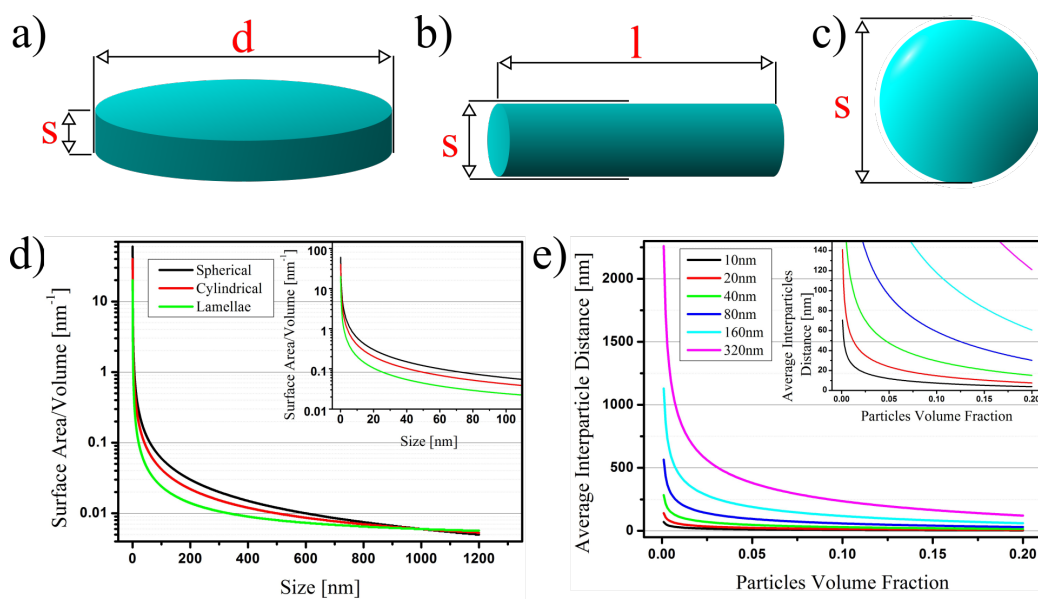 a)
d
s
b)
l
s
c)
s
d)
Surface Area/Volume [nm⁻¹]
10
1
0.1
0.01
0
200
400
600
800
1000
1200
Size [nm]
Spherical
Cylindrical
Lamellae
Surface Area/Volume [nm⁻¹]
100
10
1
0.1
0.01
0
20
40
60
80
100
Size [nm]
e)
Average Interparticle Distance [nm]
2250
2000
1750
1500
1250
1000
750
500
250
0
0.00
0.05
0.10
0.15
0.20
Particles Volume Fraction
10nm
20nm
40nm
80nm
160nm
320nm
Average Interparticles
Distance [nm]
140
120
100
80
60
40
20
0
0.00
0.05
0.10
0.15
0.20
Particles Volume Fraction